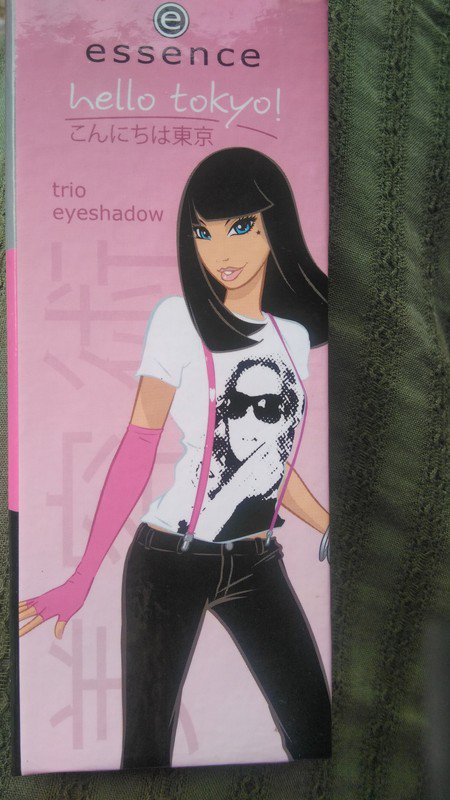 e
essence
hello tokyo!
こんにちは東京
trio
eyeshadow